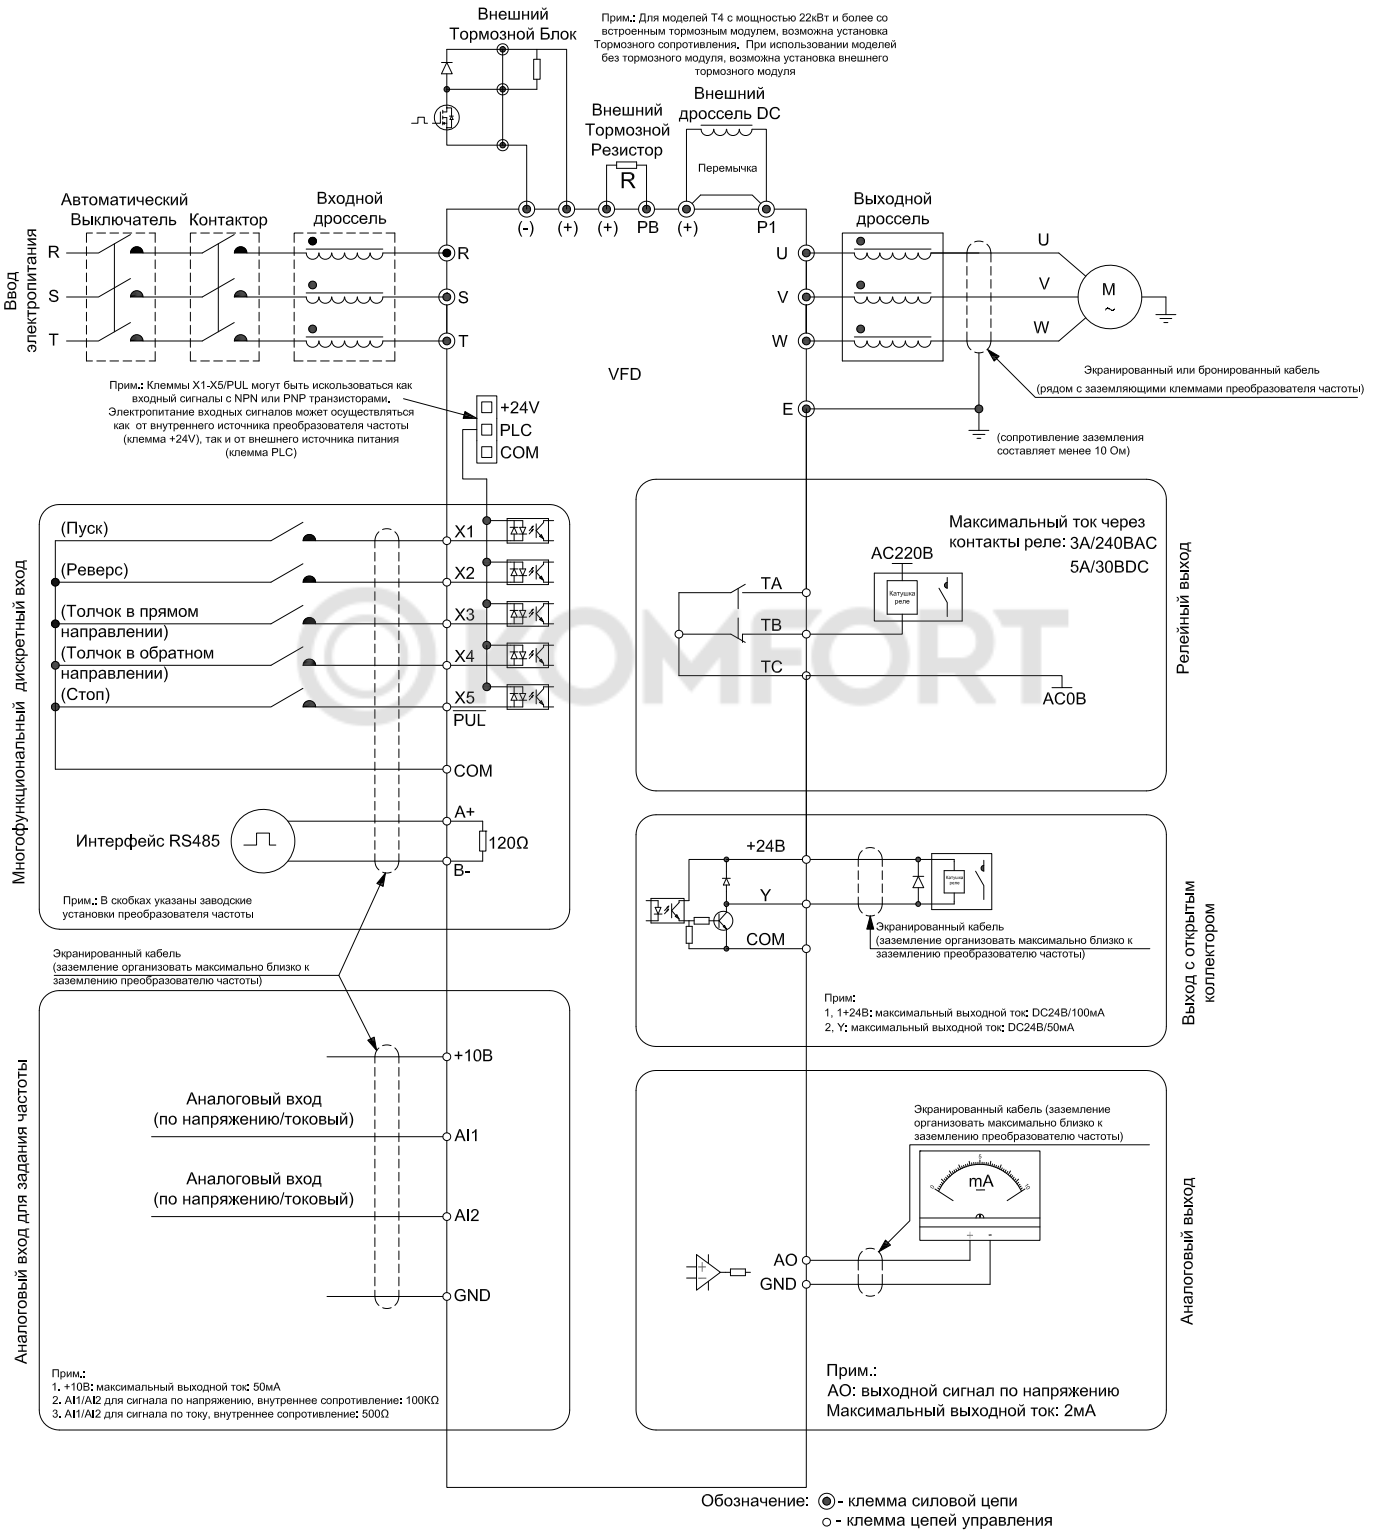 Внешний
Тормозной Блок
Прим.: Для моделей Т4 с мощностью 22кВт и более со
встроенным тормозным модулем, возможна установка
Тормозного сопротивления. При использовании моделей
без тормозного модуля, возможна установка внешнего
тормозного модуля
Внешний
дроссель DC
Внешний
Тормозной
Резистор
R
Перемычка
Автоматический
Выключатель
Контактор
Входной
дроссель
(-)
(+)
(+)
PB
(+)
P1
Выходной
дроссель
Ввод
электропитания
R
S
T
R
S
T
U
V
W
U
V
W
M
~
VFD
E
Экранированный или бронированный кабель
(рядом с заземляющими клеммами преобразователя частоты)
(сопротивление заземления
составляет менее 10 Ом)
Прим.: Клеммы X1-X5/PUL могут быть искользоваться как
входный сигналы с NPN или PNP транзисторами.
Электропитание входных сигналов может осуществляться
как от внутреннего источника преобразователя частоты
(клемма +24V), так и от внешнего источника питания
(клемма PLC)
+24V
PLC
COM
Многофункциональный дискретный вход
(Пуск)
X1
(Реверс)
X2
(Толчок в прямом
направлении)
X3
(Толчок в обратном
направлении)
X4
(Стоп)
X5
PUL
COM
Интерфейс RS485
A+
B-
120Ω
Прим.: В скобках указаны заводские
установки преобразователя частоты
KOMFORT
Максимальный ток через
контакты реле: 3A/240BAC
5A/30BDC
AC220B
Катушка
реле
TA
TB
TC
AC0B
Релейный выход
+24B
Y
COM
Катушка
реле
Экранированный кабель
(заземление организовать максимально близко к
заземлению преобразователю частоты)
Прим:
1, 1+24B: максимальный выходной ток: DC24B/100мА
2, Y: максимальный выходной ток: DC24B/50мА
Выход с открытым
коллектором
Экранированный кабель
(заземление организовать максимально близко к
заземлению преобразователю частоты)
Аналоговый вход для задания частоты
+10B
Аналоговый вход
(по напряжению/токовый)
AI1
Аналоговый вход
(по напряжению/токовый)
AI2
GND
Прим.:
1. +10В: максимальный выходной ток: 50мА
2. AI1/AI2 для сигнала по напряжению, внутреннее сопротивление: 100KΩ
3. AI1/AI2 для сигнала по току, внутреннее сопротивление: 500Ω
Экранированный кабель (заземление
организовать максимально близко к
заземлению преобразователю частоты)
0
5
10
mA
+
-
AO
GND
Прим.:
AO: выходной сигнал по напряжению
Максимальный выходной ток: 2мА
Аналоговый выход
Обозначение:
- клемма силовой цепи
- клемма цепей управления